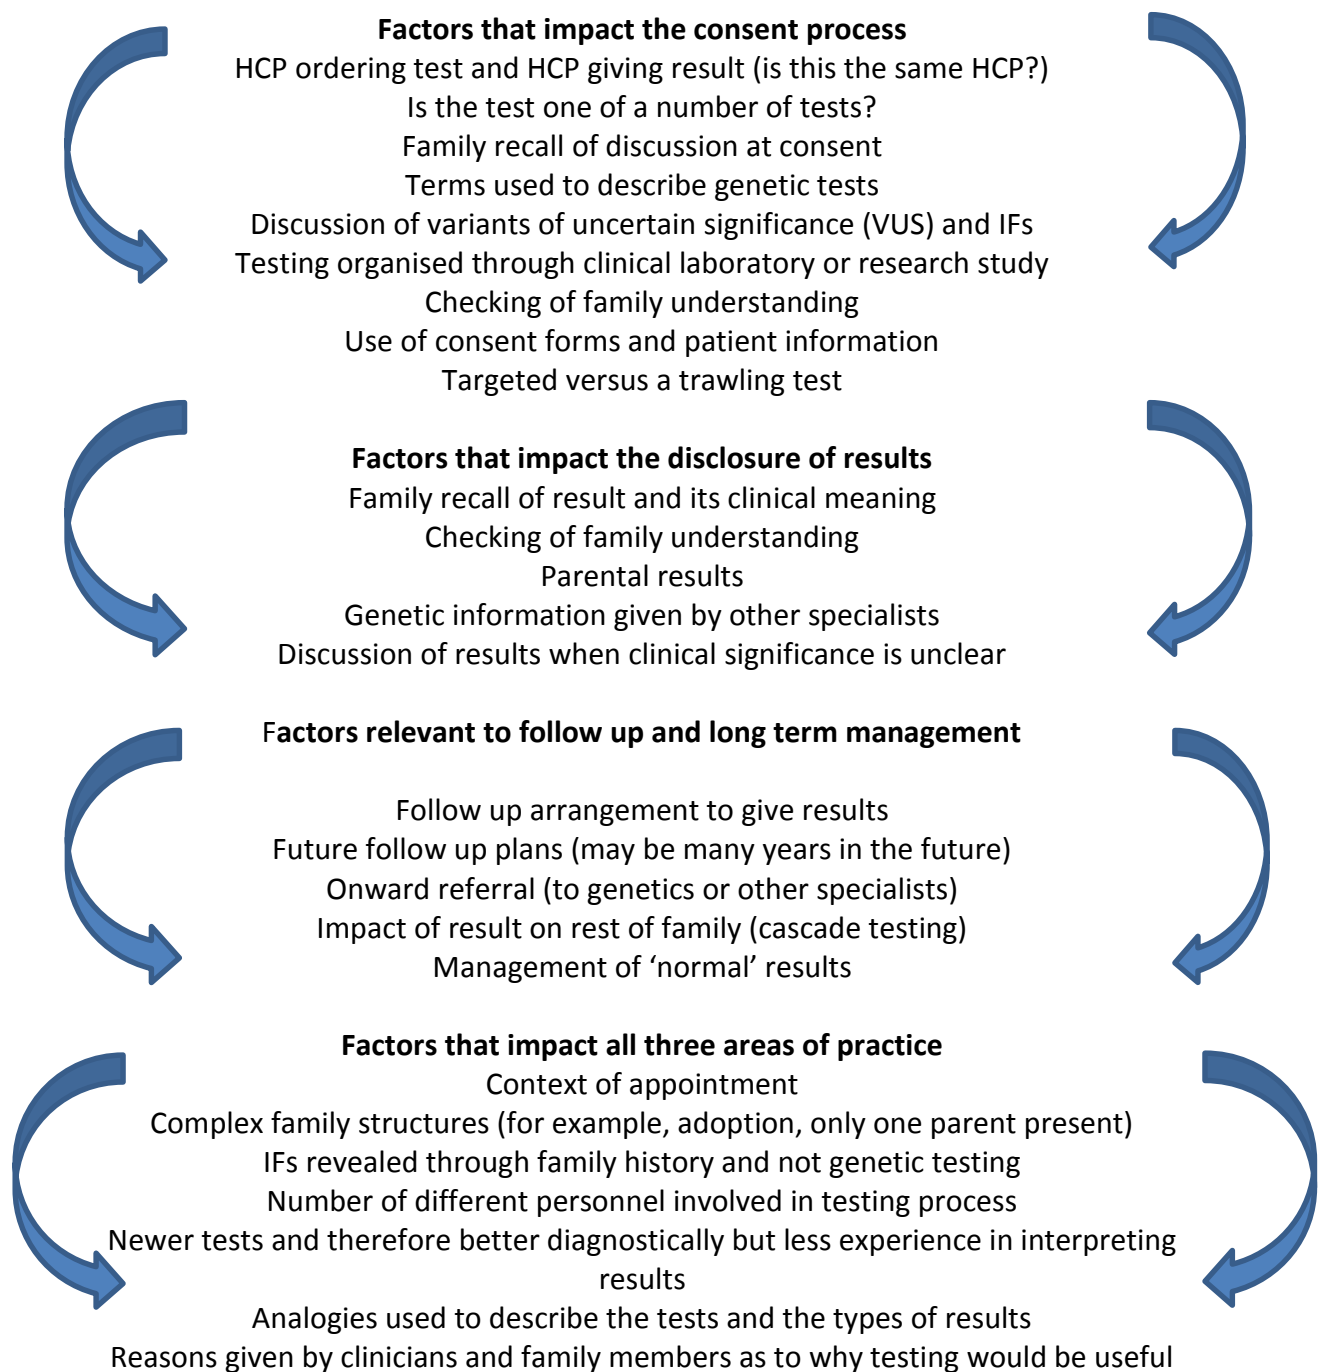 Factors that impact the consent process
HCP ordering test and HCP giving result (is this the same HCP?)
Is the test one of a number of tests?
Family recall of discussion at consent
Terms used to describe genetic tests
Discussion of variants of uncertain significance (VUS) and IFs
Testing organised through clinical laboratory or research study
Checking of family understanding
Use of consent forms and patient information
Targeted versus a trawling test
Factors that impact the disclosure of results
Family recall of result and its clinical meaning
Checking of family understanding
Parental results
Genetic information given by other specialists
Discussion of results when clinical significance is unclear
Factors relevant to follow up and long term management
Follow up arrangement to give results
Future follow up plans (may be many years in the future)
Onward referral (to genetics or other specialists)
Impact of result on rest of family (cascade testing)
Management of ‘normal’ results
Factors that impact all three areas of practice
Context of appointment
Complex family structures (for example, adoption, only one parent present)
IFs revealed through family history and not genetic testing
Number of different personnel involved in testing process
Newer tests and therefore better diagnostically but less experience in interpreting
results
Analogies used to describe the tests and the types of results
Reasons given by clinicians and family members as to why testing would be useful